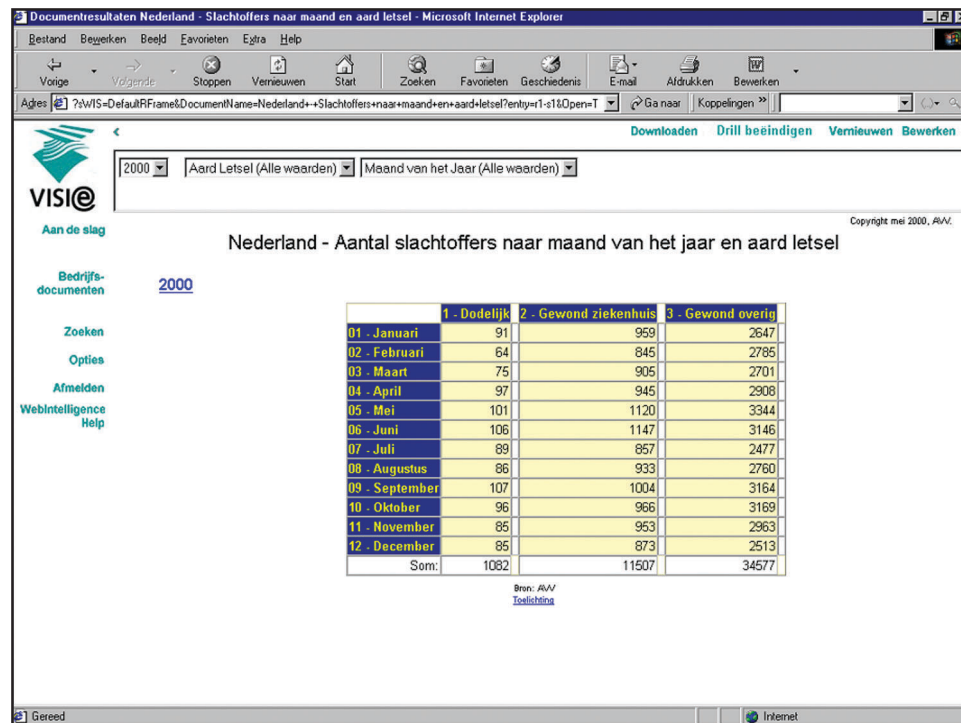 Documentresultaten Nederland - Slachtoffers naar maand en aard letsel - Microsoft Internet Explorer
Bestand Bewerken Beeld Favorieten Extra Help
Vorige Volgende Stoppen Vernieuwen Start Zoeken Favorieten Geschiedenis E-mail Afdrukken Bewerken
Adres ?sWIS=DefaultRFrame&DocumentName=Nederland+-+Slachtoffers+naar+maand+en+aard+letsel?entry=r1-s1&Open=T Ga naar Koppelingen »
Downloaden Drill beeindigen Vernieuwen Bewerken
2000 Aard Letsel (Alle waarden) Maand van het Jaar (Alle waarden)
VISI@
Copyright mei 2000, AVV.
Aan de slag
Nederland - Aantal slachtoffers naar maand van het jaar en aard letsel
Bedrijfs-
documenten
2000
Zoeken
Opties
Afmelden
WebIntelligence
Help
1 - Dodelijk 2 - Gewond ziekenhuis 3 - Gewond overig
01 - Januari 91 959 2647
02 - Februari 64 845 2785
03 - Maart 75 905 2701
04 - April 97 945 2908
05 - Mei 101 1120 3344
06 - Juni 106 1147 3146
07 - Juli 89 857 2477
08 - Augustus 86 933 2760
09 - September 107 1004 3164
10 - Oktober 96 966 3169
11 - November 85 953 2963
12 - December 85 873 2513
Som: 1082 11507 34577
Bron: AVV
Toelichting
Gereed Internet